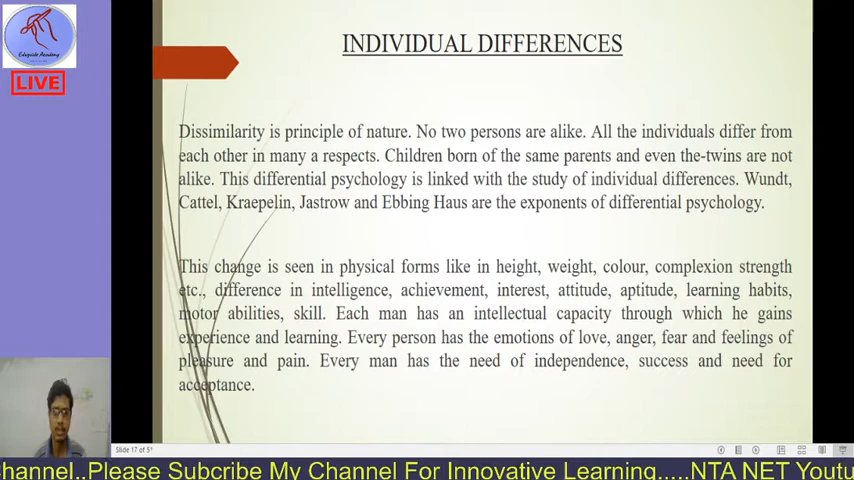 Eduguide Academy
LIVE
INDIVIDUAL DIFFERENCES
Dissimilarity is principle of nature. No two persons are alike. All the individuals differ from
each other in many a respects. Children born of the same parents and even the-twins are not
alike. This differential psychology is linked with the study of individual differences. Wundt,
Cattel, Kraepelin, Jastrow and Ebbing Haus are the exponents of differential psychology.
This change is seen in physical forms like in height, weight, colour, complexion strength
etc., difference in intelligence, achievement, interest, attitude, aptitude, learning habits,
motor abilities, skill. Each man has an intellectual capacity through which he gains
experience and learning. Every person has the emotions of love, anger, fear and feelings of
pleasure and pain. Every man has the need of independence, success and need for
acceptance.
Slide 17 of 5
hannel..Please Subcribe My Channel For Innovative Learning.....NTA NET Youtu